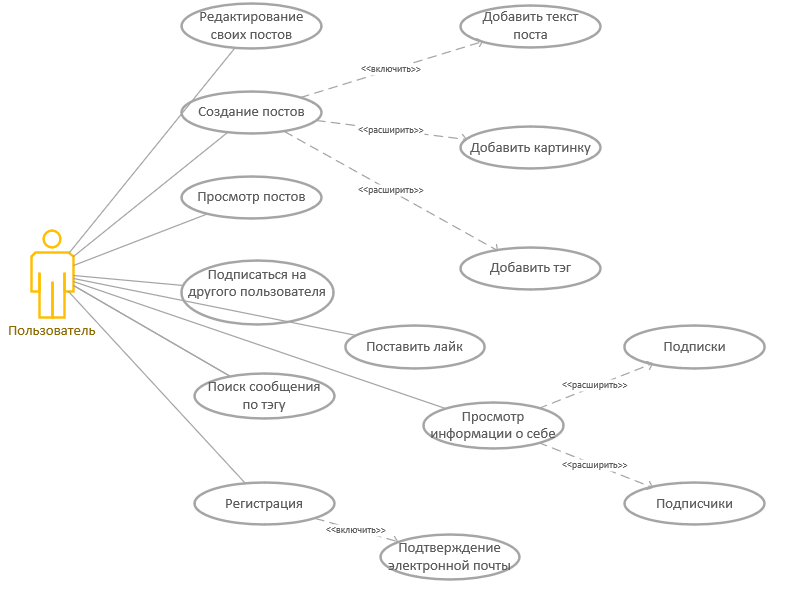 Редактирование
своих постов
Добавить текст
поста
<<включить>>
Создание постов
<<расширить>>
Добавить картинку
<<расширить>>
Просмотр постов
Добавить тэг
Подписаться на
другого пользователя
Пользователь
Поставить лайк
Подписки
<<расширить>>
Поиск сообщения
по тэгу
Просмотр
информации о себе
<<расширить>>
Регистрация
Подписчики
<<включить>>
Подтверждение
электронной почты